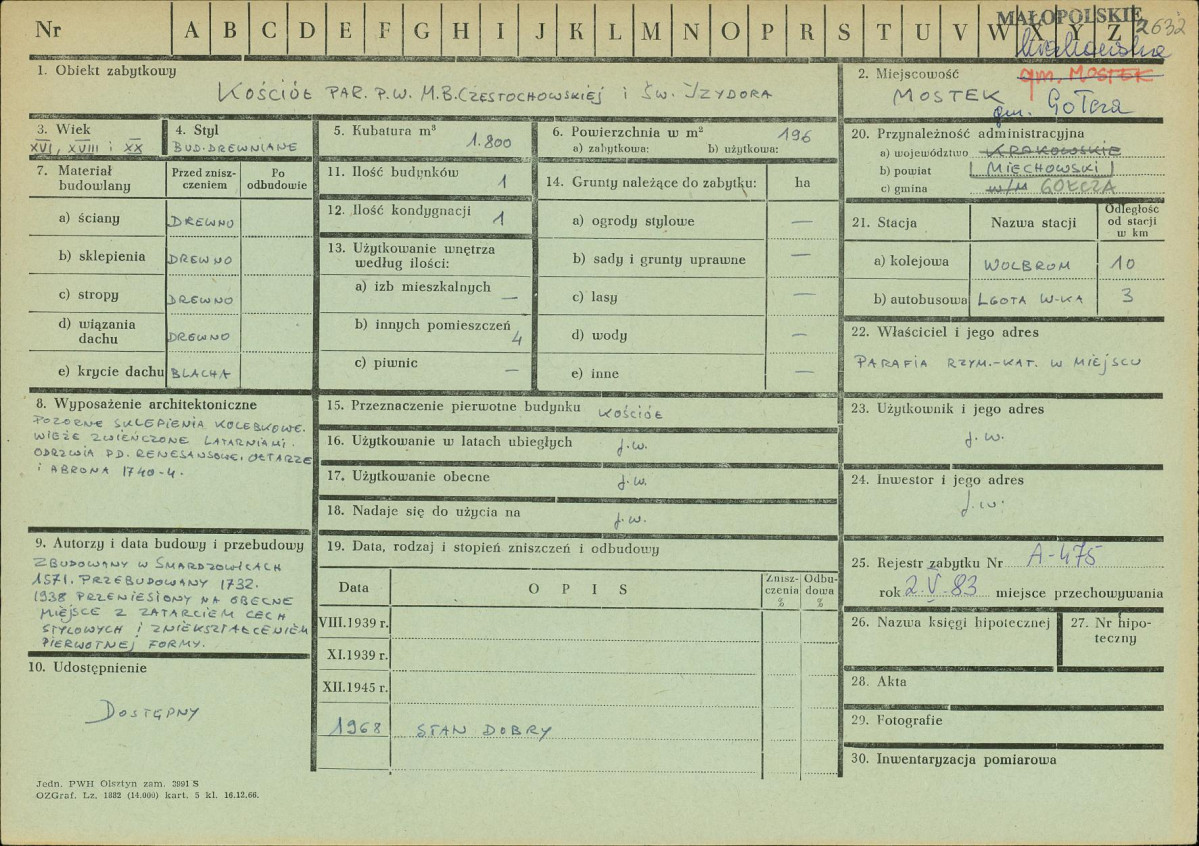 Nr A B C D E F G H I J K L M N O P R S T U V W X Y Z 2632
MAŁOPOLSKIE
krakowskie
1. Obiekt zabytkowy
KOŚCIÓŁ PAR. P.W. M.B.CZĘSTOCHOWSKIEJ i ŚW. IZYDORA
2. Miejscowość gm. MOSTEK
MOSTEK gm. Gołcza
3. Wiek
XVI, XVIII i XX
4. Styl
BUD. DREWNIANE
5. Kubatura m³
1.800
6. Powierzchnia w m² 196
a) zabytkowa: b) użytkowa:
7. Materiał budowlany
Przed zniszczeniem
Po odbudowie
a) ściany DREWNO
b) sklepienia DREWNO
c) stropy DREWNO
d) wiązania dachu DREWNO
e) krycie dachu BLACHA
8. Wyposażenie architektoniczne
POZORNE SKLEPIENIA KOLEBKOWE.
WIEŻE ZWIEŃCZONE LATARNIAMI.
ODRZWIA PD. RENESANSOWE. OŁTARZE
i ABRONA 1740-4.
9. Autorzy i data budowy i przebudowy
ZBUDOWANY W SMARDZOWICACH
1571. PRZEBUDOWANY 1732.
1938 PRZENIESIONY NA OBECNE
MIEJSCE Z ZATARCIEM CECH
STYLOWYCH i ZNIEKSZTAŁCENIEM
PIERWOTNEJ FORMY.
10. Udostępnienie
DOSTĘPNY
11. Ilość budynków 1
12. Ilość kondygnacji 1
13. Użytkowanie wnętrza
według ilości:
a) izb mieszkalnych —
b) innych pomieszczeń 4
c) piwnic —
14. Grunty należące do zabytku: ha
a) ogrody stylowe —
b) sady i grunty uprawne —
c) lasy —
d) wody —
e) inne —
15. Przeznaczenie pierwotne budynku KOŚCIÓŁ
16. Użytkowanie w latach ubiegłych j.w.
17. Użytkowanie obecne j.w.
18. Nadaje się do użycia na j.w.
19. Data, rodzaj i stopień zniszczeń i odbudowy
Data OPIS Zniszczenia % Odbudowa %
VIII.1939 r.
XI.1939 r.
XII.1945 r.
1968 STAN DOBRY
20. Przynależność administracyjna
a) województwo KRAKOWSKIE
b) powiat MIECHOWSKI
c) gmina w/m GOŁCZA
21. Stacja Nazwa stacji Odległość od stacji w km
a) kolejowa WOLBROM 10
b) autobusowa LGOTA W-KA 3
22. Właściciel i jego adres
PARAFIA RZYM.-KAT. W MIEJSCU
23. Użytkownik i jego adres
j.w.
24. Inwestor i jego adres
j.w.
25. Rejestr zabytku Nr A-475
rok 2.V.83 miejsce przechowywania
26. Nazwa księgi hipotecznej
27. Nr hipoteczny
28. Akta
29. Fotografie
30. Inwentaryzacja pomiarowa
Jedn. PWH Olsztyn zam. 3991 S
OZGraf. Lz. 1882 (14.000) kart. 5 kl. 16.12.66.